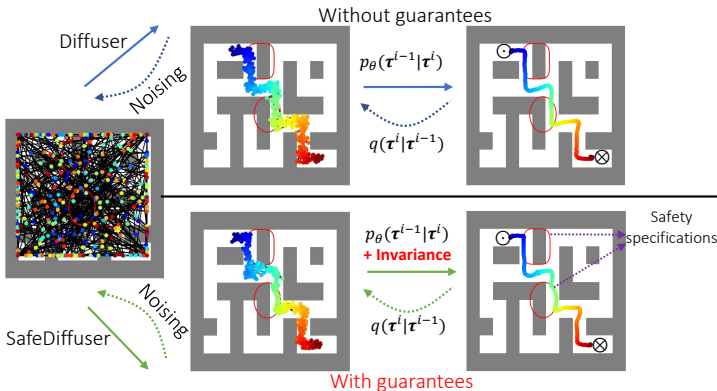 Without guarantees
Diffuser
Noising
p_θ(τ^{i−1}|τ^i)
q(τ^i|τ^{i−1})
p_θ(τ^{i−1}|τ^i)
+ Invariance
q(τ^i|τ^{i−1})
Safety
specifications
Noising
SafeDiffuser
With guarantees